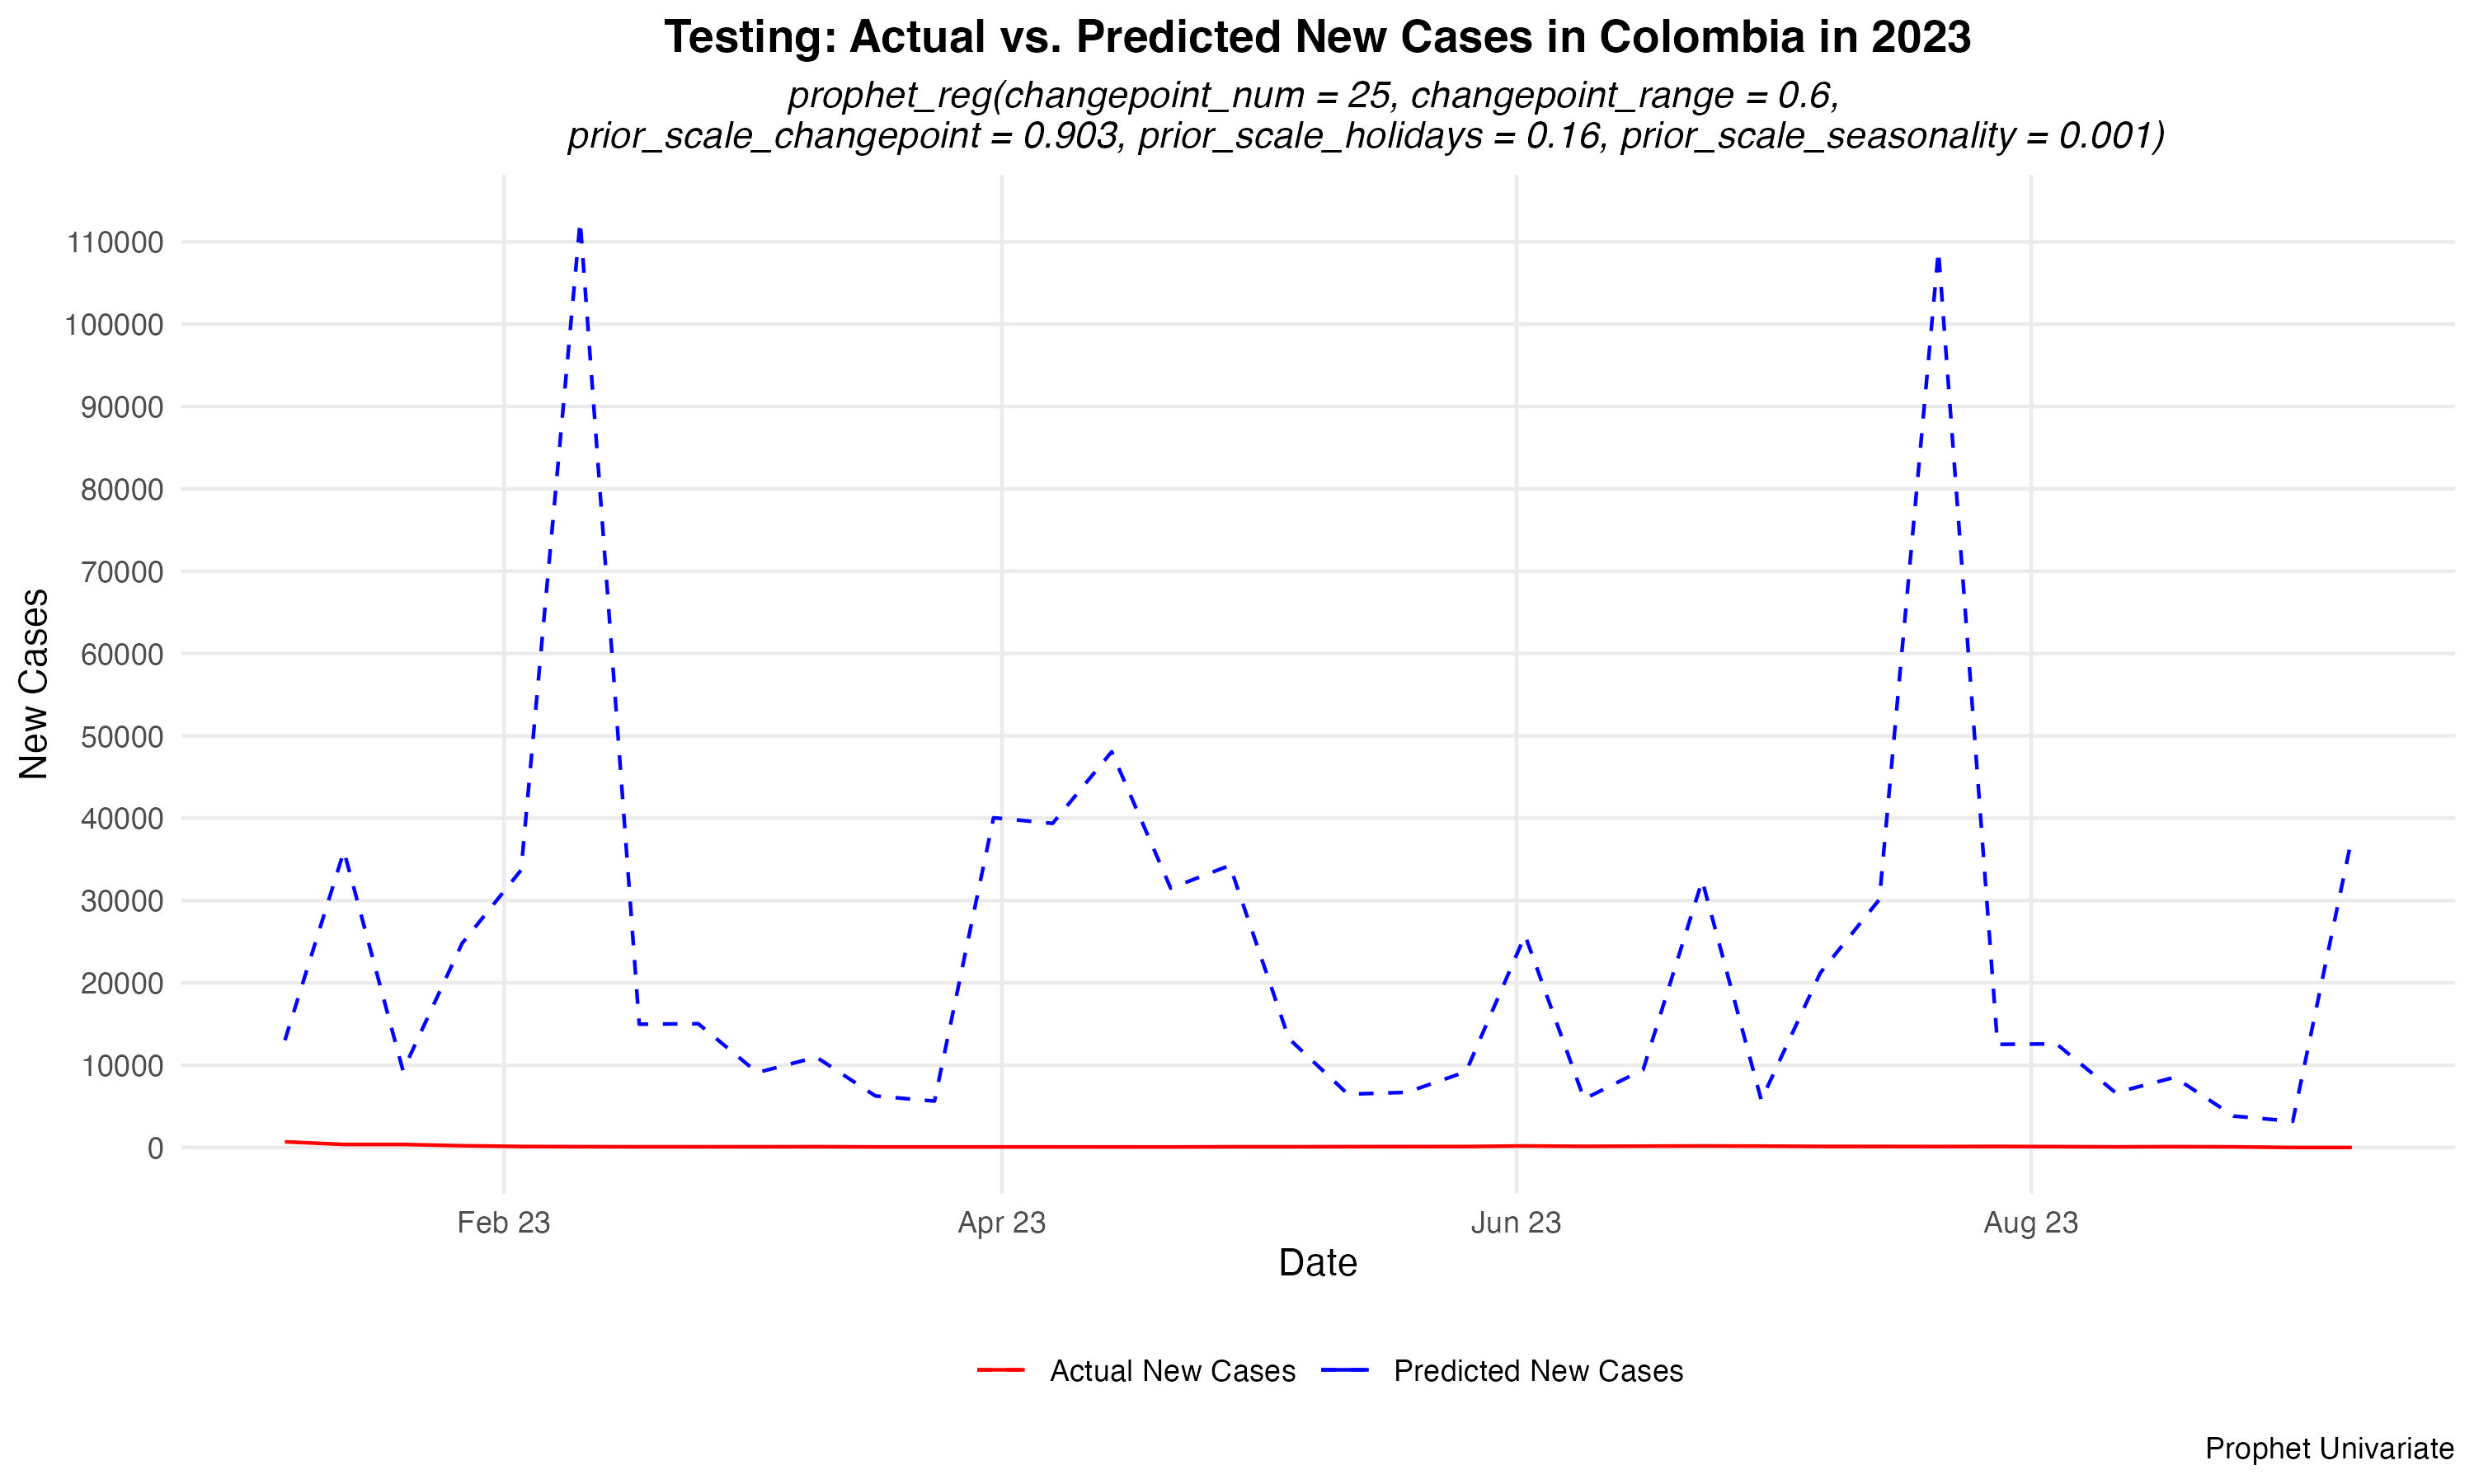 Testing: Actual vs. Predicted New Cases in Colombia in 2023
prophet_reg(changepoint_num = 25, changepoint_range = 0.6,
prior_scale_changepoint = 0.903, prior_scale_holidays = 0.16, prior_scale_seasonality = 0.001)
New Cases
110000
100000
90000
80000
70000
60000
50000
40000
30000
20000
10000
0
Feb 23
Apr 23
Jun 23
Aug 23
Date
Actual New Cases
Predicted New Cases
Prophet Univariate